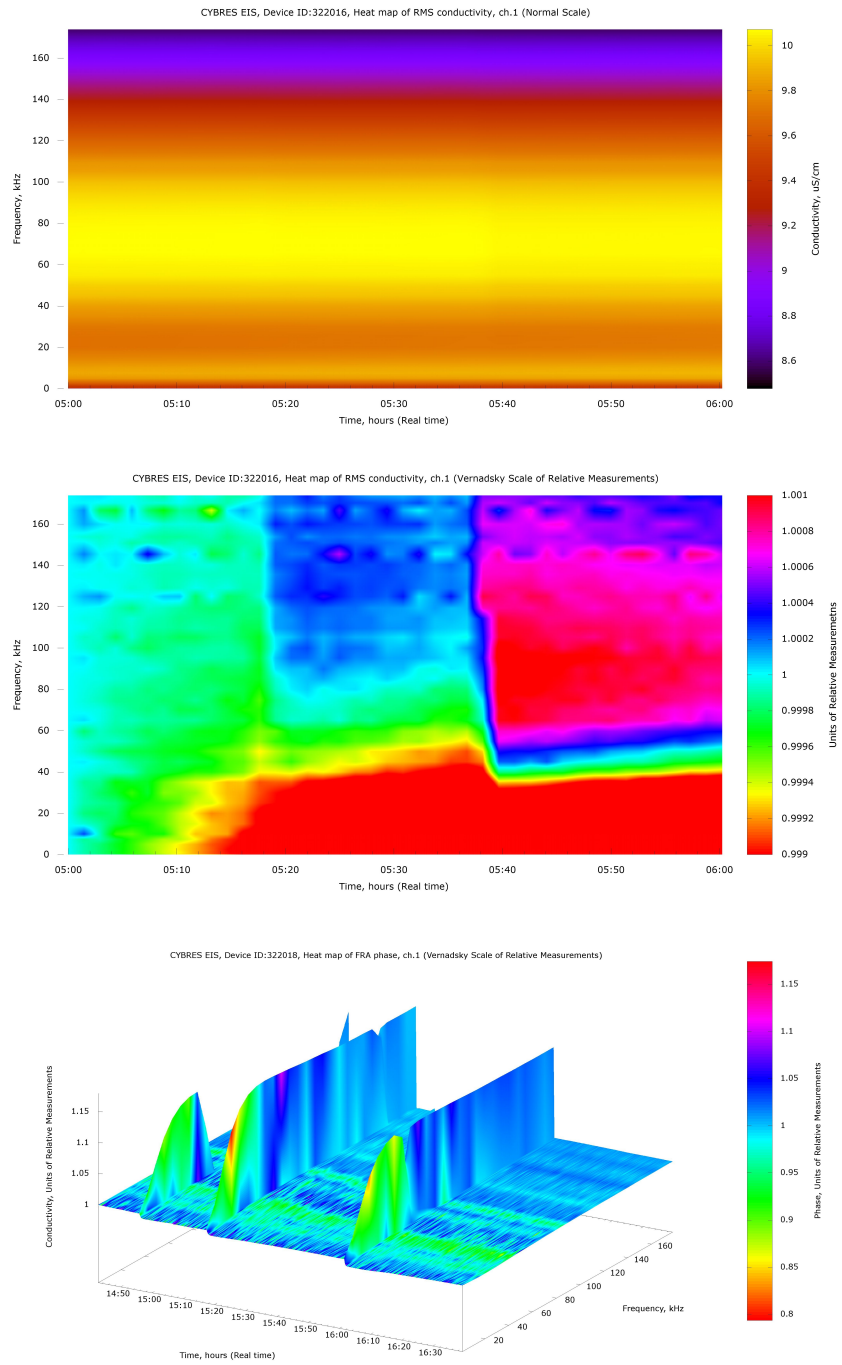 CYBRES EIS, Device ID:322016, Heat map of RMS conductivity, ch.1 (Normal Scale)
160
140
120
100
80
60
40
20
0
Frequency, kHz
05:00 05:10 05:20 05:30 05:40 05:50 06:00
Time, hours (Real time)
10
9.8
9.6
9.4
9.2
9
8.8
8.6
Conductivity, uS/cm
CYBRES EIS, Device ID:322016, Heat map of RMS conductivity, ch.1 (Vernadsky Scale of Relative Measurements)
160
140
120
100
80
60
40
20
0
Frequency, kHz
05:00 05:10 05:20 05:30 05:40 05:50 06:00
Time, hours (Real time)
1.001
1.0008
1.0006
1.0004
1.0002
1
0.9998
0.9996
0.9994
0.9992
0.999
Units of Relative Measuremetns
CYBRES EIS, Device ID:322018, Heat map of FRA phase, ch.1 (Vernadsky Scale of Relative Measurements)
1.15
1.1
1.05
1
Conductivity, Units of Relative Measurements
14:50 15:00 15:10 15:20 15:30 15:40 15:50 16:00 16:10 16:20 16:30
Time, hours (Real time)
20 40 60 80 100 120 140 160
Frequency, kHz
1.15
1.1
1.05
1
0.95
0.9
0.85
0.8
Phase, Units of Relative Measurements